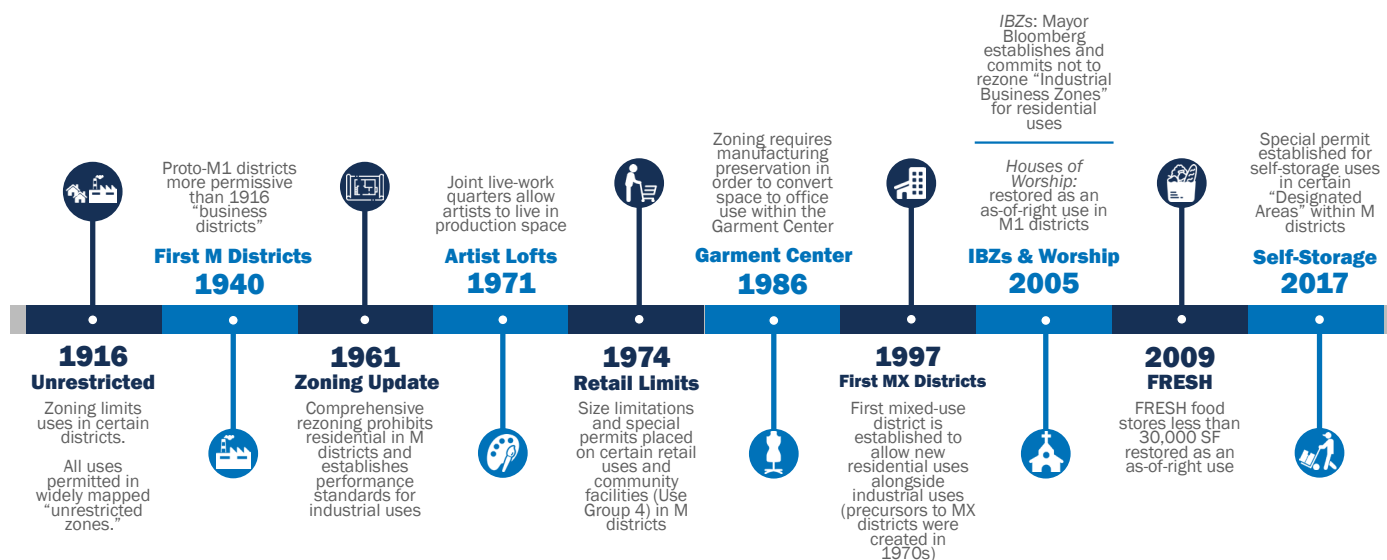 Zoning limits
uses in certain
districts.
All uses
permitted in
widely mapped
“unrestricted
zones.”
1916
Unrestricted
Proto-M1 districts
more permissive
than 1916
“business
districts”
First M Districts
1940
1961
Zoning Update
Comprehensive
rezoning prohibits
residential in M
districts and
establishes
performance
standards for
industrial uses
Joint live-work
quarters allow
artists to live in
production space
Artist Lofts
1971
1974
Retail Limits
Size limitations
and special
permits placed
on certain retail
uses and
community
facilities (Use
Group 4) in M
districts
Zoning requires
manufacturing
preservation in
order to convert
space to office
use within the
Garment Center
Garment Center
1986
1997
First MX Districts
First mixed-use
district is
established to
allow new
residential uses
alongside
industrial uses
(precursors to MX
districts were
created in
1970s)
IBZs: Mayor
Bloomberg
establishes and
commits not to
rezone “Industrial
Business Zones”
for residential
uses
Houses of
Worship:
restored as an
as-of-right use in
M1 districts
IBZs & Worship
2005
2009
FRESH
FRESH food
stores less than
30,000 SF
restored as an
as-of-right use
Special permit
established for
self-storage uses
in certain
“Designated
Areas” within M
districts
Self-Storage
2017